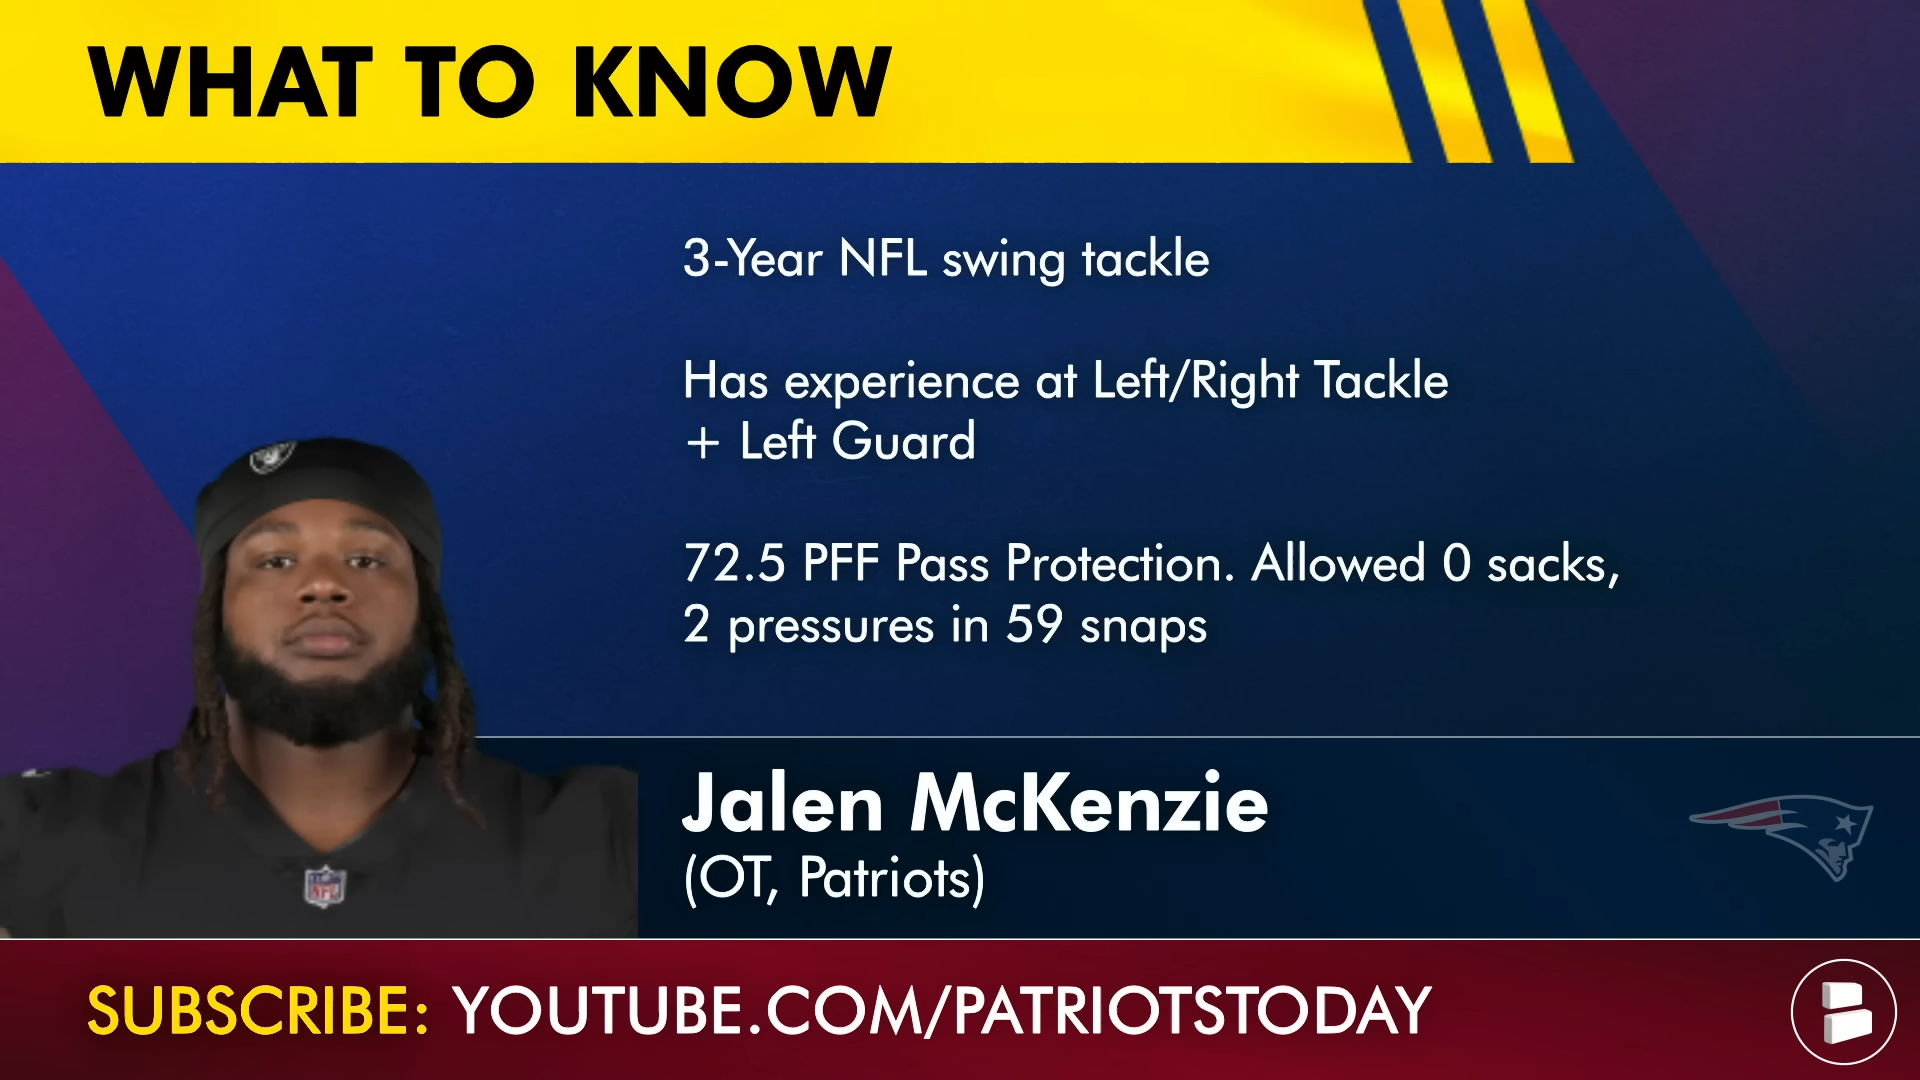 WHAT TO KNOW
3-Year NFL swing tackle
Has experience at Left/Right Tackle
+ Left Guard
72.5 PFF Pass Protection. Allowed 0 sacks,
2 pressures in 59 snaps
Jalen McKenzie
(OT, Patriots)
NFL
SUBSCRIBE: YOUTUBE.COM/PATRIOTSTODAY